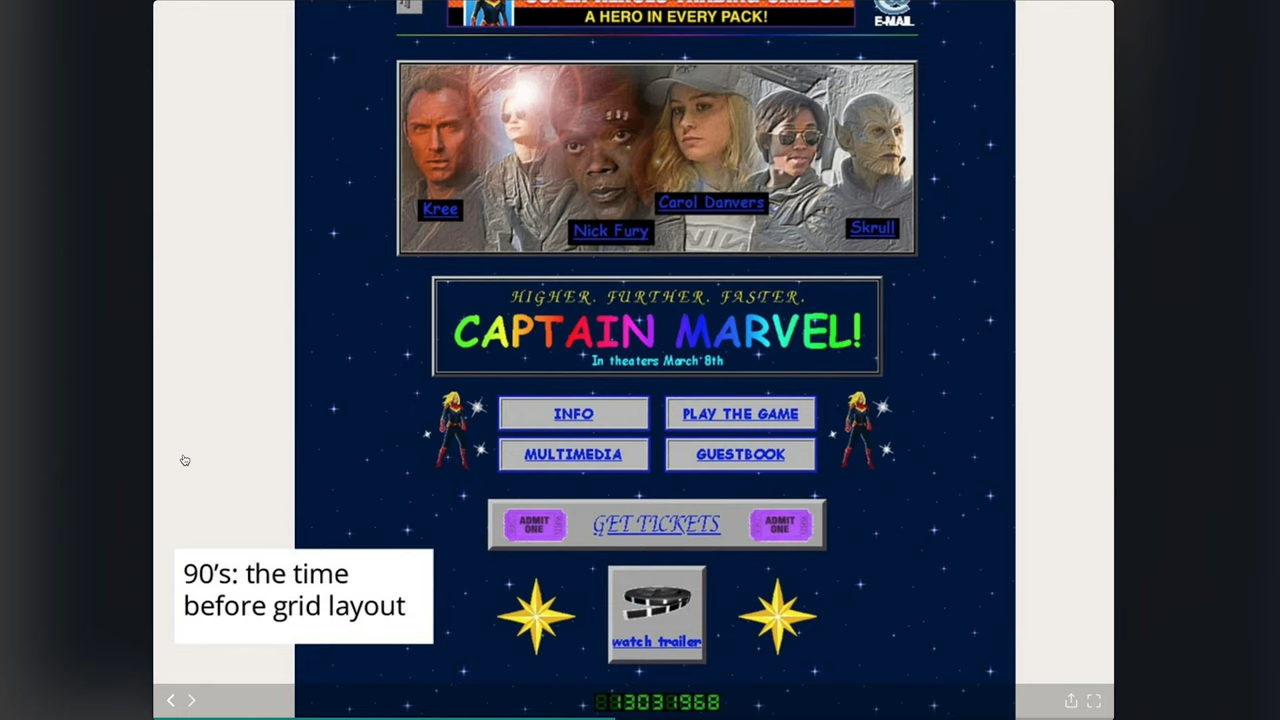 A HERO IN EVERY PACK!
E-MAIL
Kree
Nick Fury
Carol Danvers
Skrull
HIGHER. FURTHER. FASTER.
CAPTAIN MARVEL!
In theaters March 8th
INFO
PLAY THE GAME
MULTIMEDIA
GUESTBOOK
ADMIT
ONE
GET TICKETS
ADMIT
ONE
90’s: the time
before grid layout
watch trailer
13031968